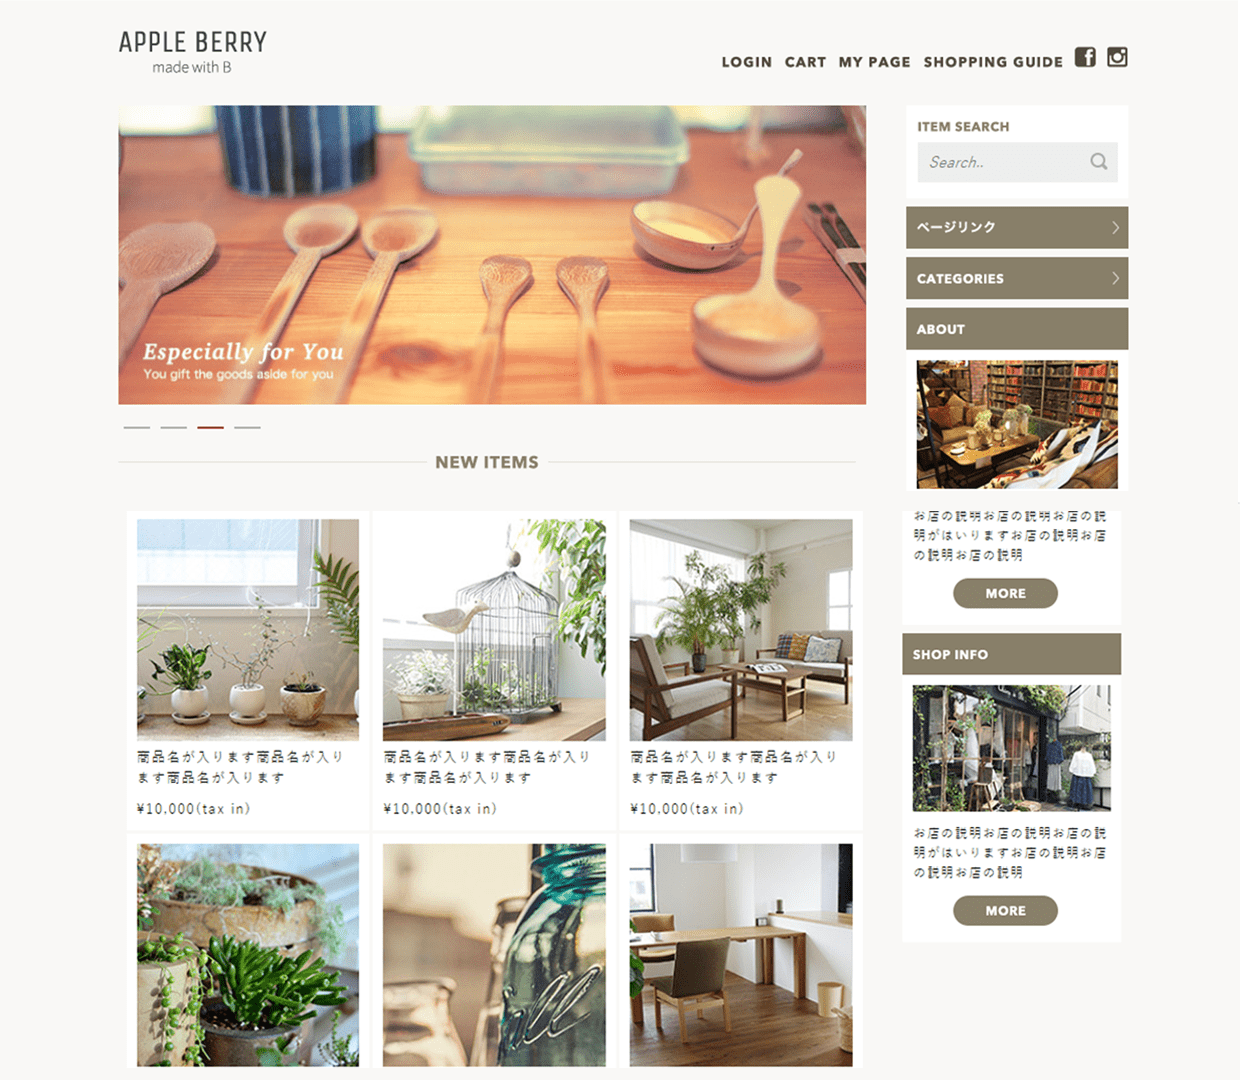 APPLE BERRY
made with B
LOGIN CART MY PAGE SHOPPING GUIDE
Especially for You
You gift the goods aside for you
ITEM SEARCH
Search..
ページリンク
CATEGORIES
ABOUT
お店の説明お店の説明お店の説
明がはいりますお店の説明お店
の説明お店の説明
MORE
SHOP INFO
お店の説明お店の説明お店の説
明がはいりますお店の説明お店
の説明お店の説明
MORE
NEW ITEMS
商品名が入ります商品名が入り
ます商品名が入ります
¥10,000(tax in)
商品名が入ります商品名が入り
ます商品名が入ります
¥10,000(tax in)
商品名が入ります商品名が入り
ます商品名が入ります
¥10,000(tax in)